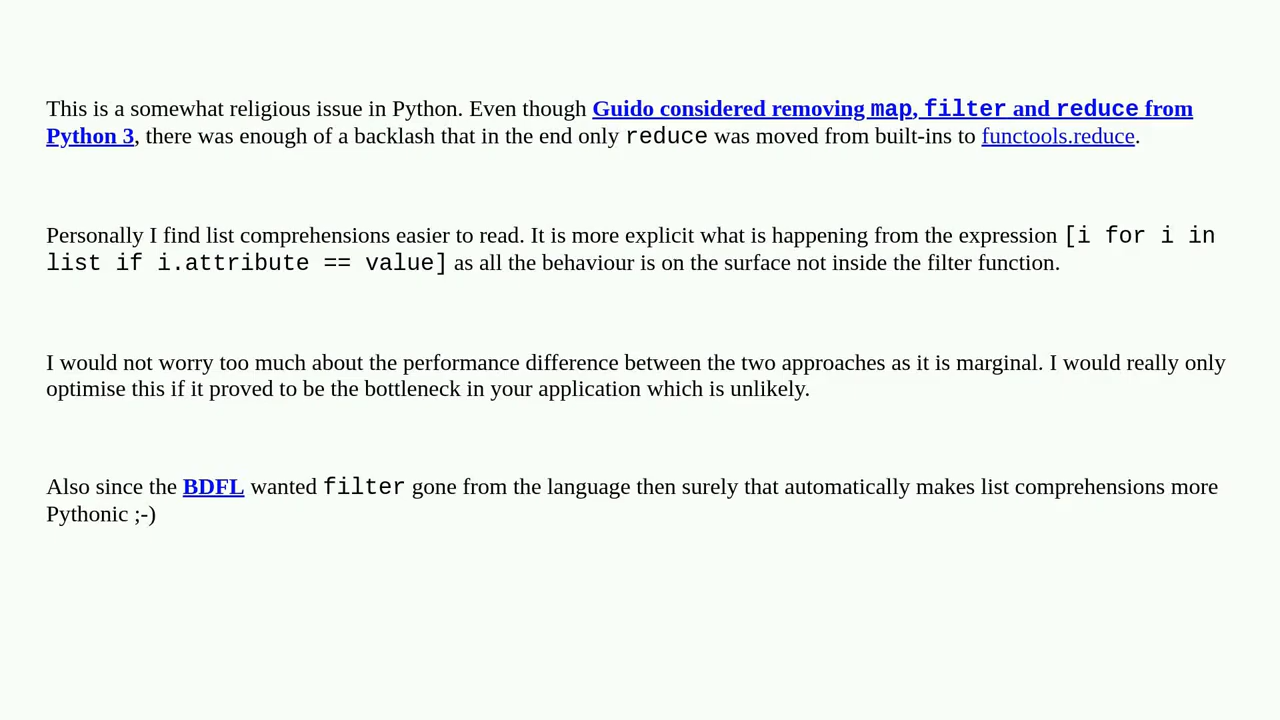 This is a somewhat religious issue in Python. Even though Guido considered removing map, filter and reduce from
Python 3, there was enough of a backlash that in the end only reduce was moved from built-ins to functools.reduce.
Personally I find list comprehensions easier to read. It is more explicit what is happening from the expression [i for i in
list if i.attribute == value] as all the behaviour is on the surface not inside the filter function.
I would not worry too much about the performance difference between the two approaches as it is marginal. I would really only
optimise this if it proved to be the bottleneck in your application which is unlikely.
Also since the BDFL wanted filter gone from the language then surely that automatically makes list comprehensions more
Pythonic ;-)